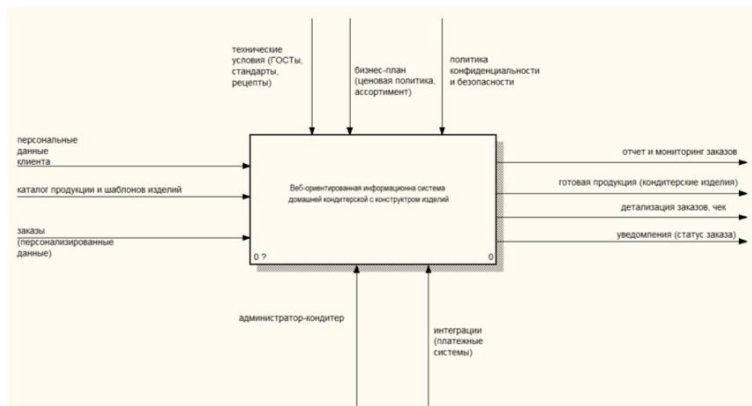 технические
условия (ГОСТы,
стандарты,
рецепты)
бизнес-план
(ценовая политика,
ассортимент)
политика
конфиденциальности
и безопасности
персональные
данные
клиента
каталог продукции и шаблонов изделий
заказы
(персонализированные
данные)
Веб-ориентированная информационна система
домашней кондитерской с конструктром изделий
0 ?
0
отчет и мониторинг заказов
готовая продукция (кондитерские изделия)
детализация заказов, чек
уведомления (статус заказа)
администратор-кондитер
интеграции
(платежные
системы)